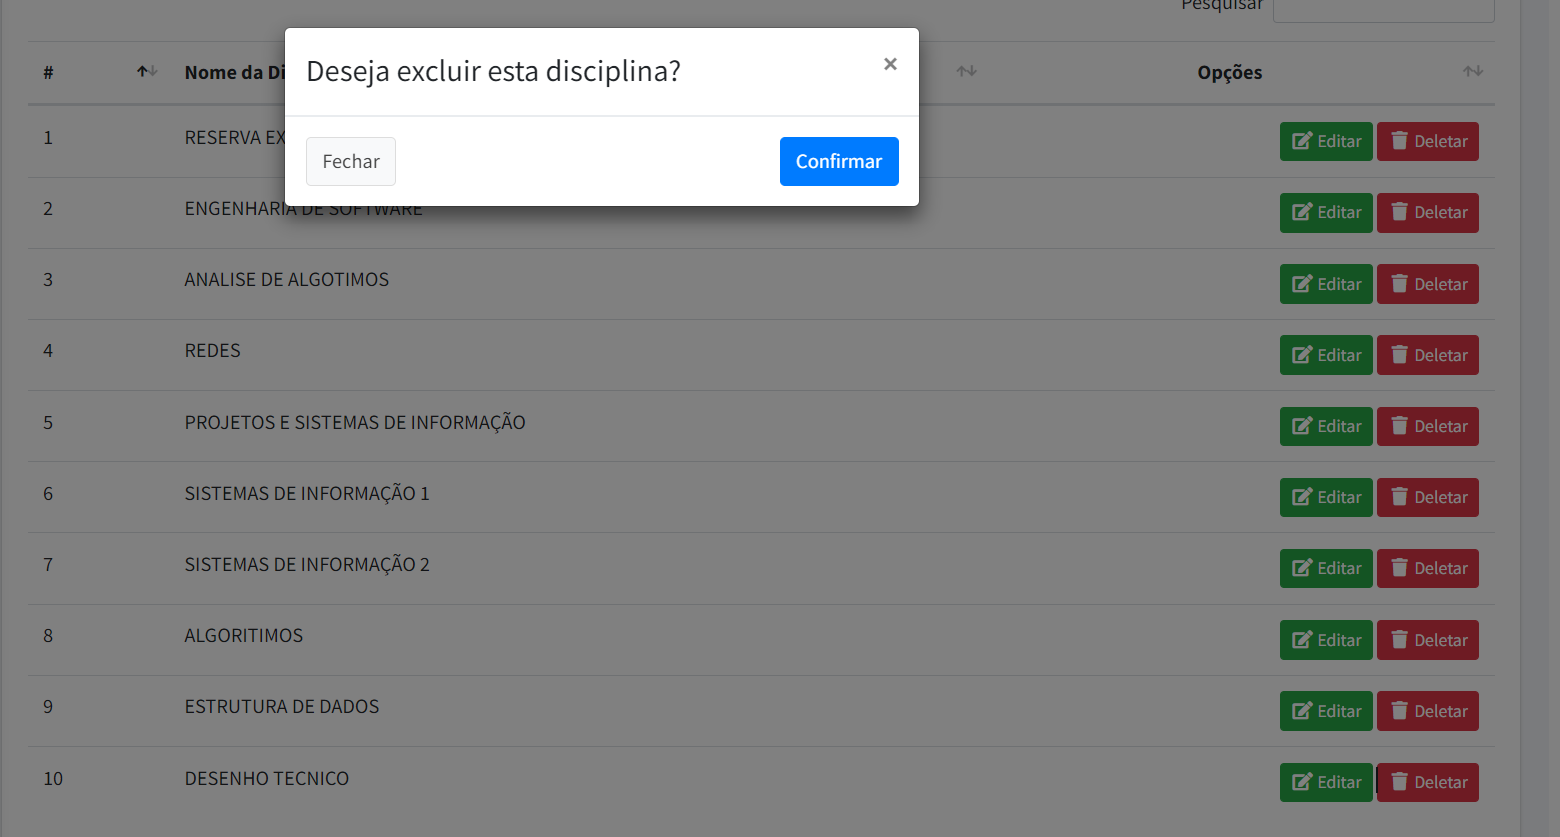 Pesquisar
Deseja excluir esta disciplina? ×
# Nome da Di Opções
Fechar Confirmar
1 RESERVA EX Editar Deletar
2 ENGENHARIA DE SOFTWARE Editar Deletar
3 ANALISE DE ALGOTIMOS Editar Deletar
4 REDES Editar Deletar
5 PROJETOS E SISTEMAS DE INFORMAÇÃO Editar Deletar
6 SISTEMAS DE INFORMAÇÃO 1 Editar Deletar
7 SISTEMAS DE INFORMAÇÃO 2 Editar Deletar
8 ALGORITIMOS Editar Deletar
9 ESTRUTURA DE DADOS Editar Deletar
10 DESENHO TECNICO Editar Deletar